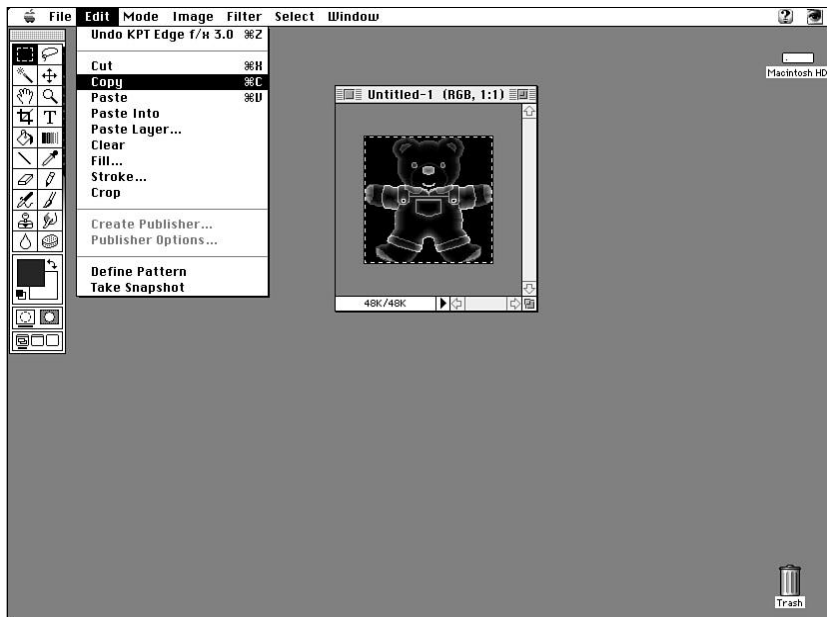 File Edit Mode Image Filter Select Window
Undo KPT Edge f/x 3.0 ⌘Z
Cut ⌘X
Copy ⌘C
Paste ⌘V
Paste Into
Paste Layer...
Clear
Fill...
Stroke...
Crop
Create Publisher...
Publisher Options...
Define Pattern
Take Snapshot
Macintosh HD
Untitled-1 (RGB, 1:1)
T
48K/48K
Trash